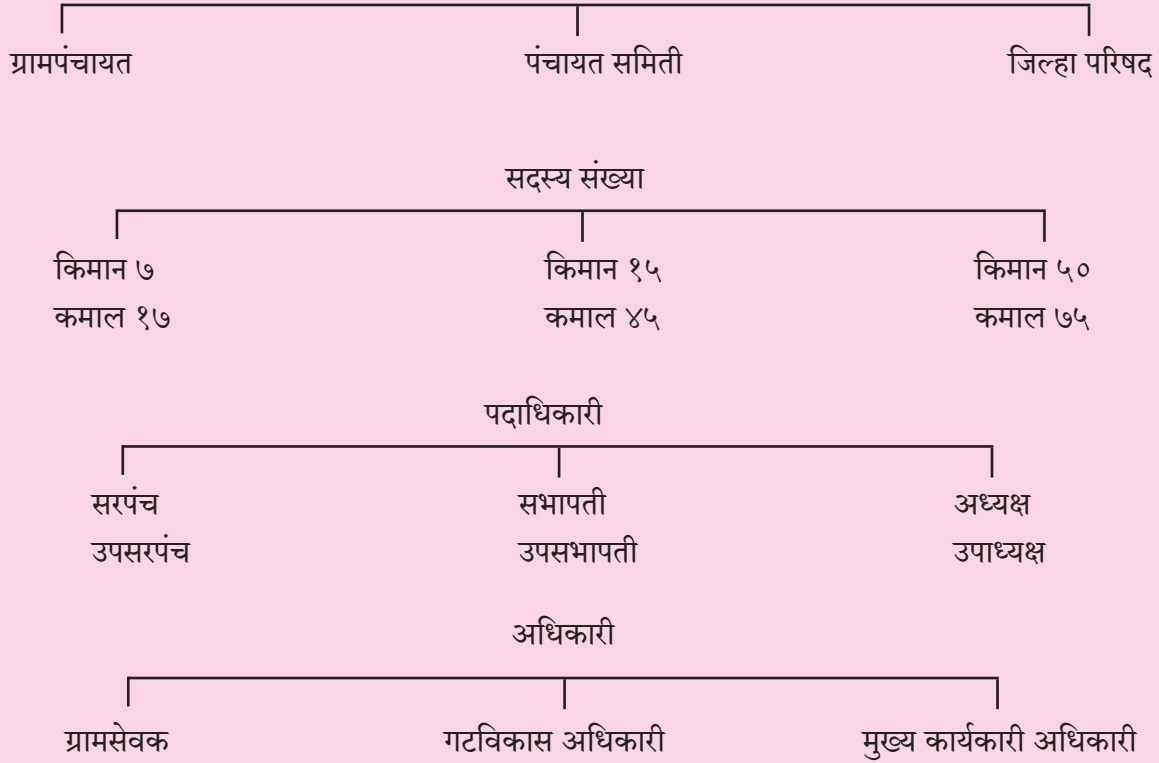 ग्रामपंचायत पंचायत समिती जिल्हा परिषद
सदस्य संख्या
किमान ७ किमान १५ किमान ५०
कमाल १७ कमाल ४५ कमाल ७५
पदाधिकारी
सरपंच सभापती अध्यक्ष
उपसरपंच उपसभापती उपाध्यक्ष
अधिकारी
ग्रामसेवक गटविकास अधिकारी मुख्य कार्यकारी अधिकारी